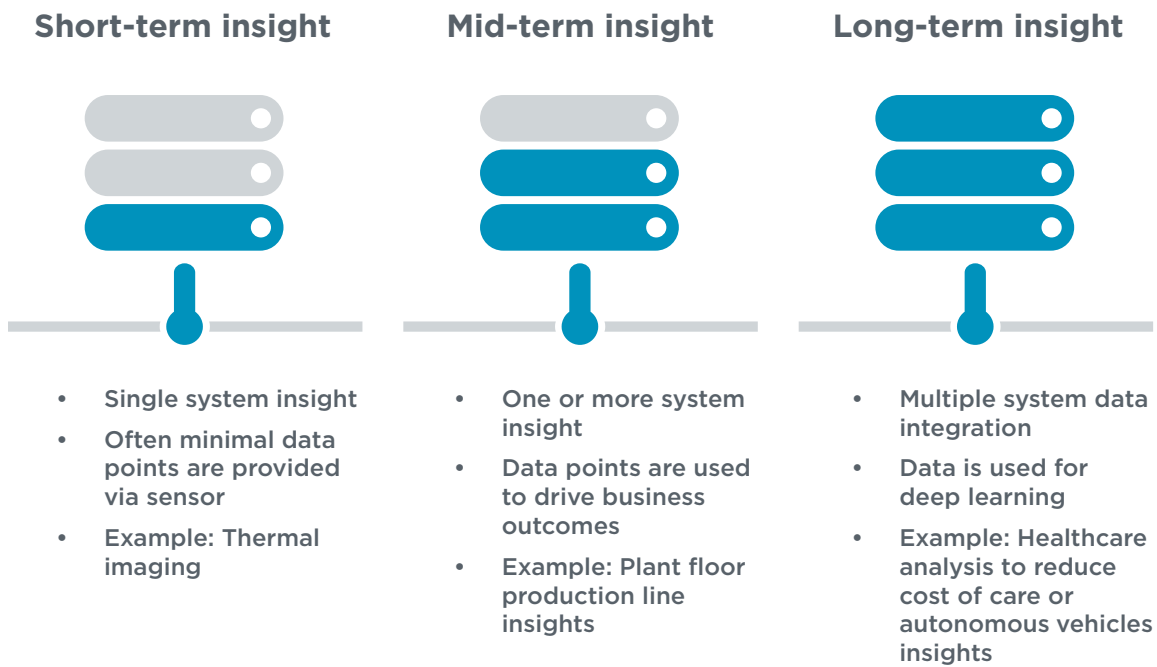 Short-term insight
Mid-term insight
Long-term insight
• Single system insight
• Often minimal data
points are provided
via sensor
• Example: Thermal
imaging
• One or more system
insight
• Data points are used
to drive business
outcomes
• Example: Plant floor
production line
insights
• Multiple system data
integration
• Data is used for
deep learning
• Example: Healthcare
analysis to reduce
cost of care or
autonomous vehicles
insights